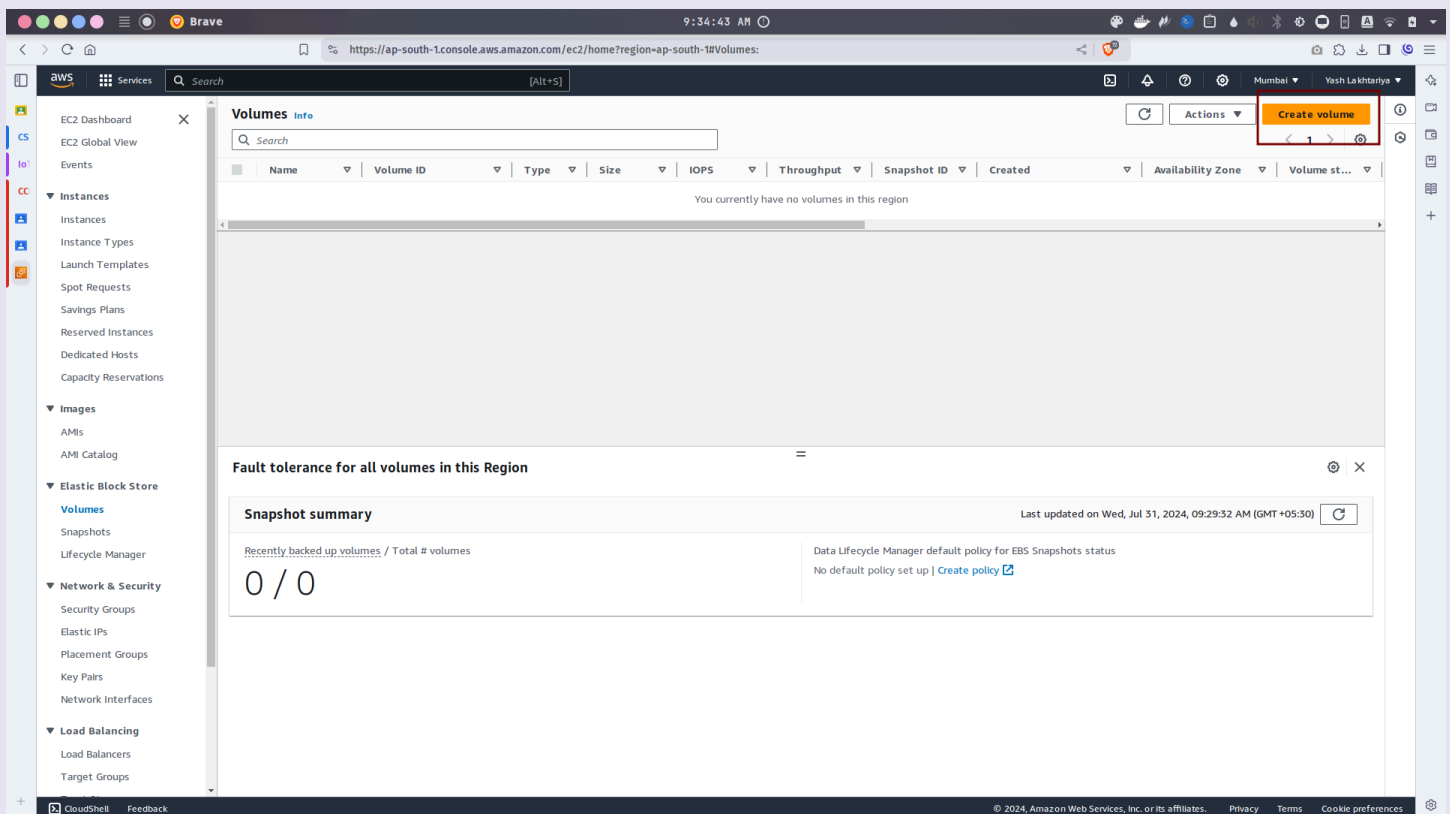 Brave
9:34:43 AM
https://ap-south-1.console.aws.amazon.com/ec2/home?region=ap-south-1#Volumes:
aws Services Search [Alt+S] Mumbai Yash Lakhtariya
CS
IoT
CC
EC2 Dashboard
EC2 Global View
Events
Instances
Instances
Instance Types
Launch Templates
Spot Requests
Savings Plans
Reserved Instances
Dedicated Hosts
Capacity Reservations
Images
AMIs
AMI Catalog
Elastic Block Store
Volumes
Snapshots
Lifecycle Manager
Network & Security
Security Groups
Elastic IPs
Placement Groups
Key Pairs
Network Interfaces
Load Balancing
Load Balancers
Target Groups
Volumes Info Actions Create volume
Search
1
Name Volume ID Type Size IOPS Throughput Snapshot ID Created Availability Zone Volume st...
You currently have no volumes in this region
Fault tolerance for all volumes in this Region
Snapshot summary Last updated on Wed, Jul 31, 2024, 09:29:32 AM (GMT+05:30)
Recently backed up volumes / Total # volumes
0 / 0
Data Lifecycle Manager default policy for EBS Snapshots status
No default policy set up | Create policy
CloudShell Feedback © 2024, Amazon Web Services, Inc. or its affiliates. Privacy Terms Cookie preferences